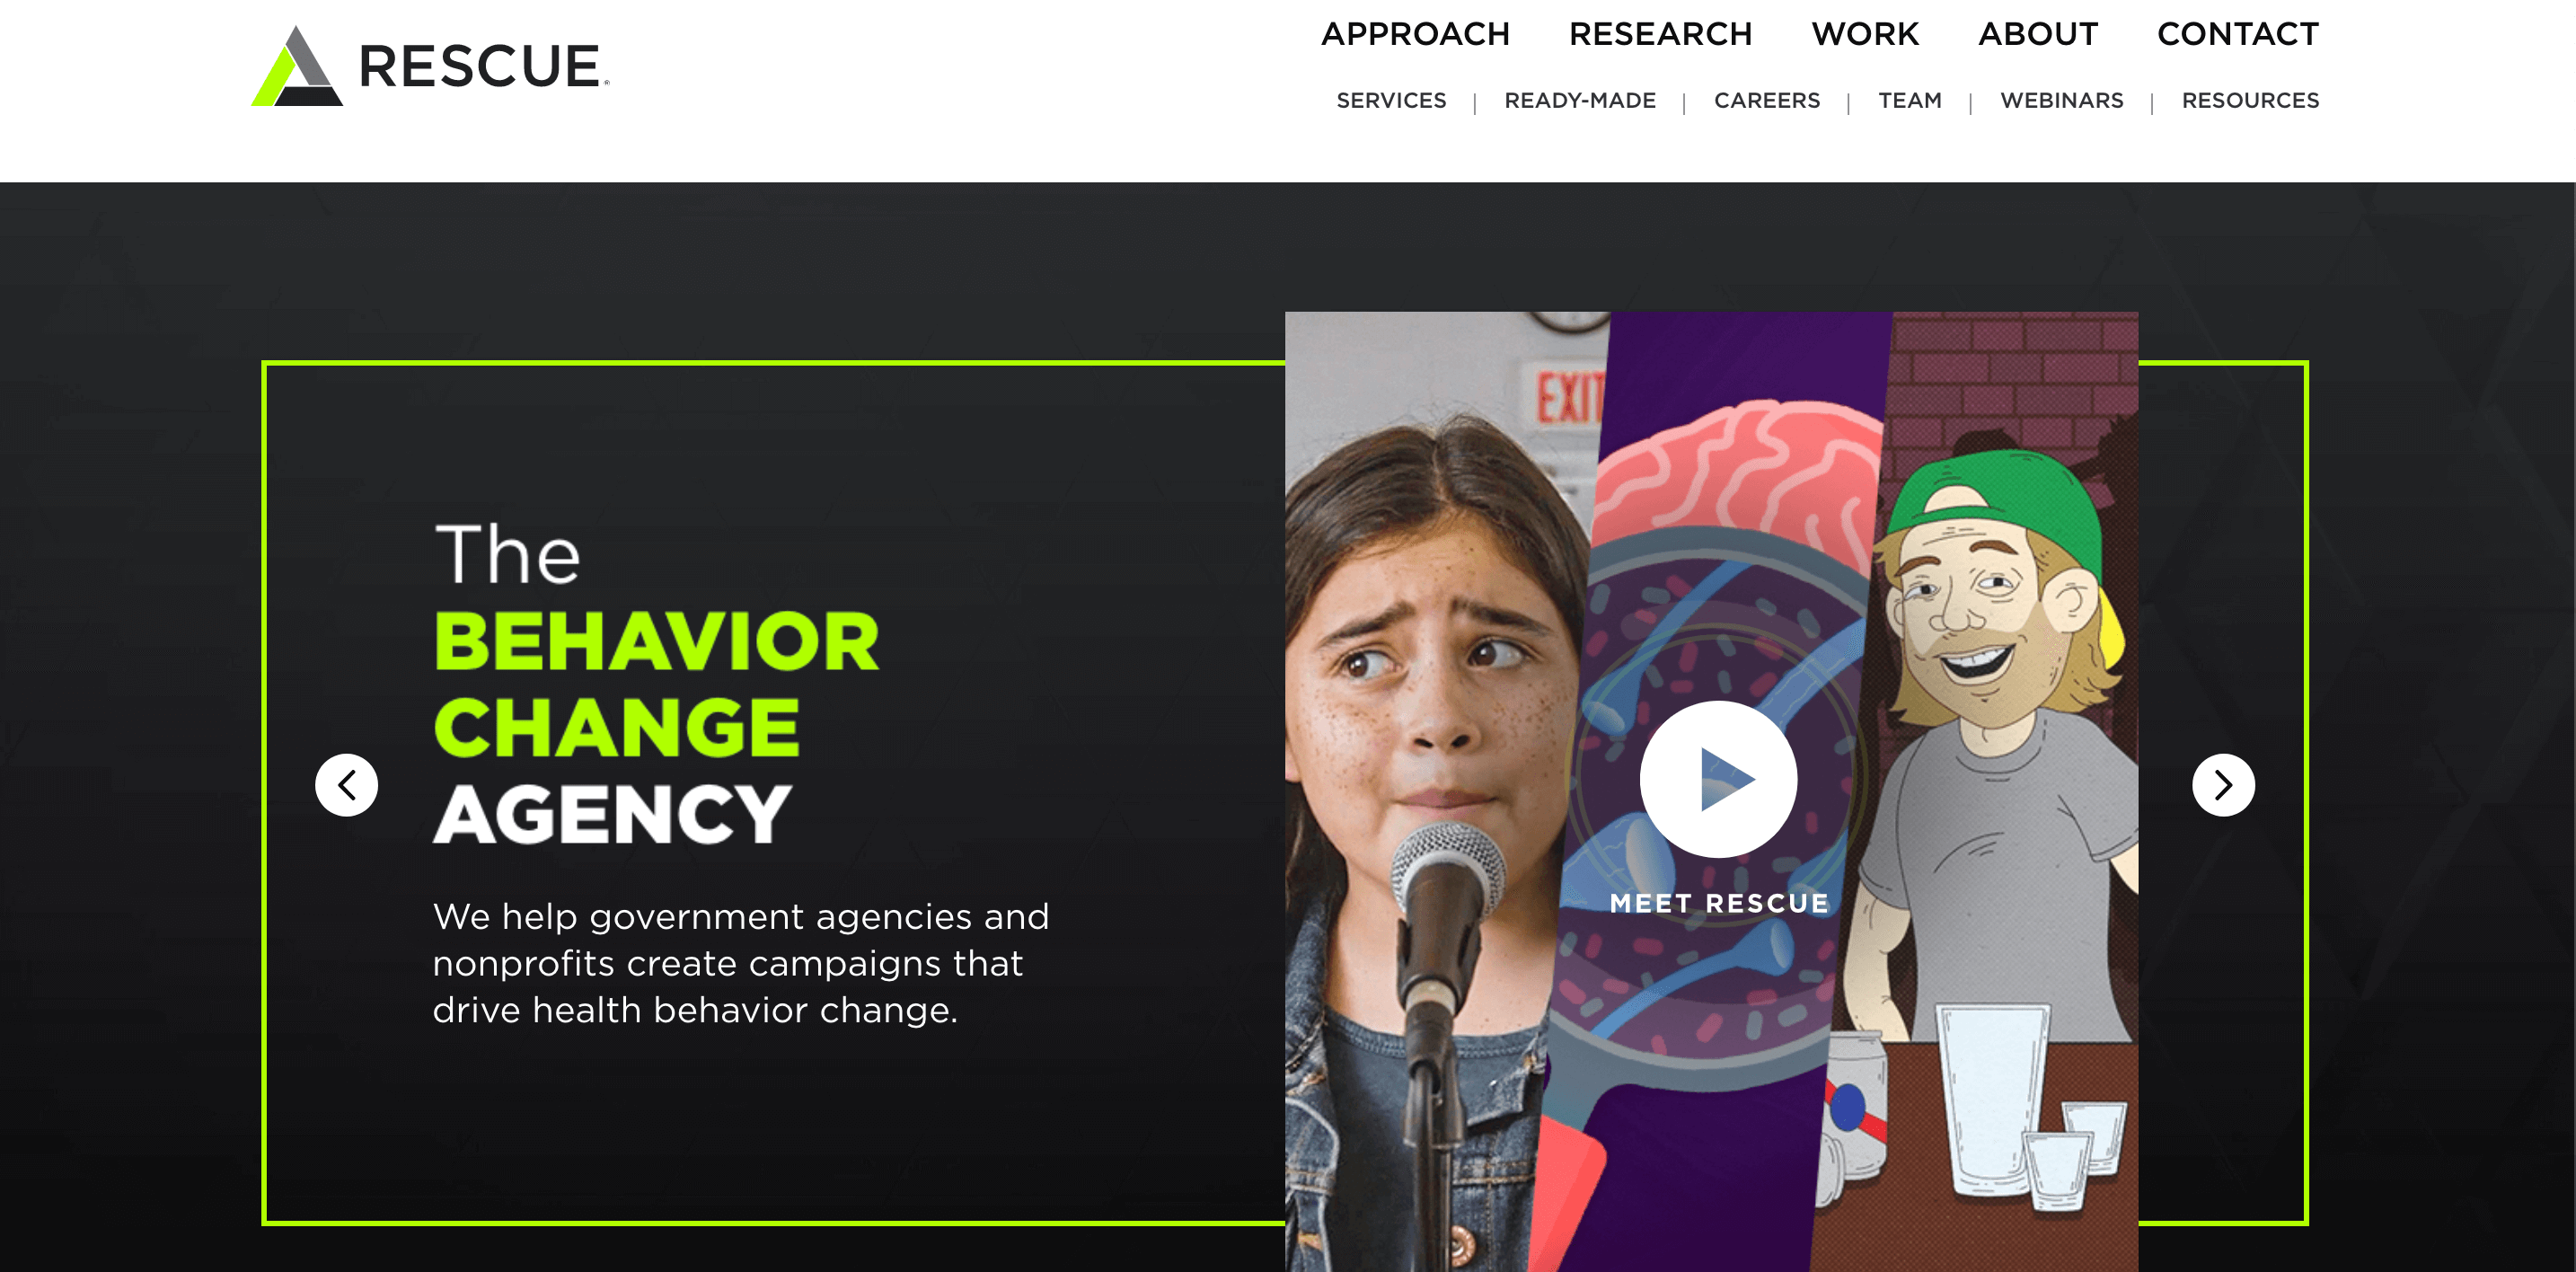 RESCUE®
APPROACH RESEARCH WORK ABOUT CONTACT
SERVICES | READY-MADE | CAREERS | TEAM | WEBINARS | RESOURCES
The
BEHAVIOR
CHANGE
AGENCY
We help government agencies and
nonprofits create campaigns that
drive health behavior change.
EXIT
MEET RESCUE